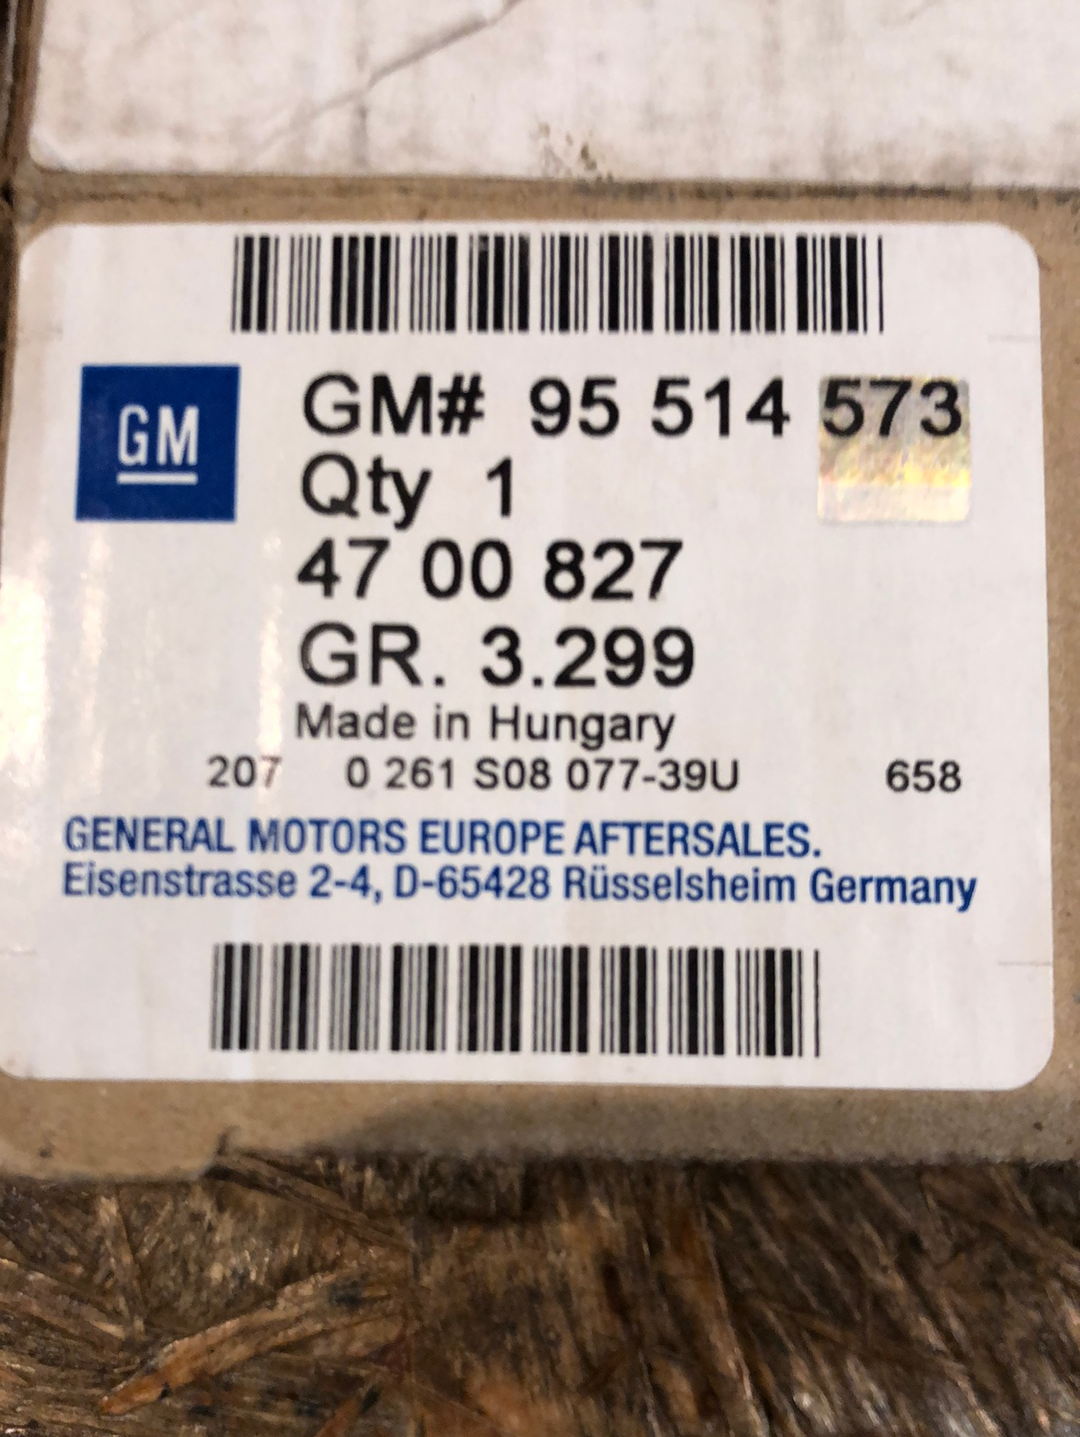 GM# 95 514 573
GM
Qty 1
47 00 827
GR. 3.299
Made in Hungary
207 0 261 S08 077-39U 658
GENERAL MOTORS EUROPE AFTERSALES.
Eisenstrasse 2-4, D-65428 Rüsselsheim Germany